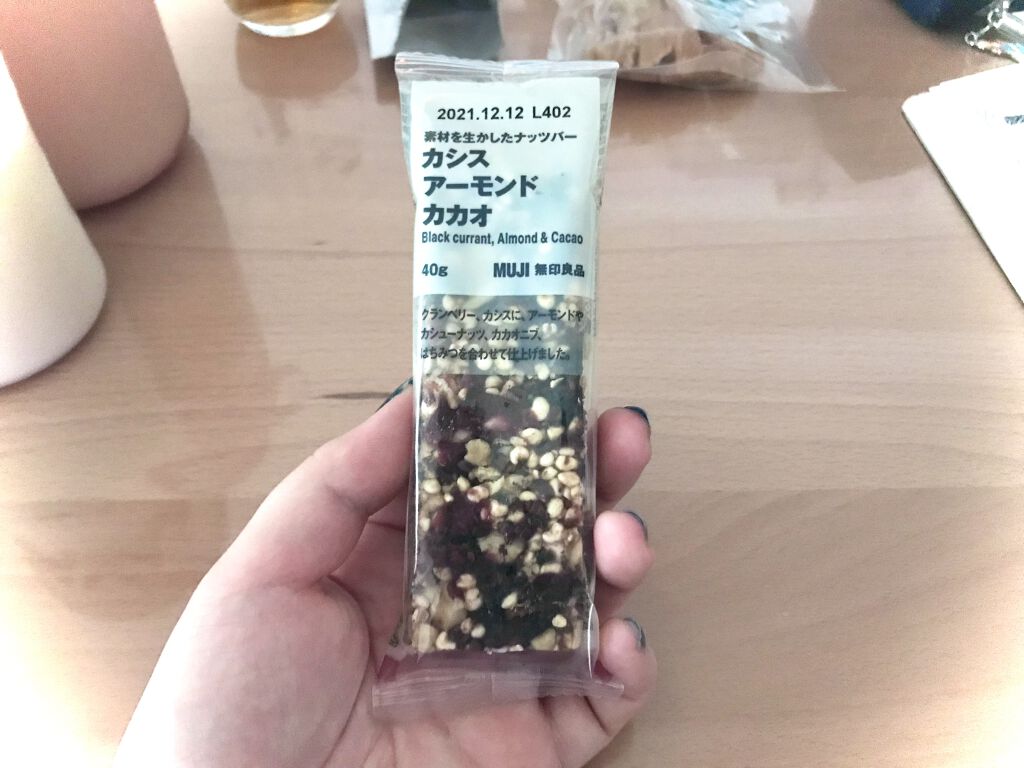 2021.12.12 L402
素材を生かしたナッツバー
カシス
アーモンド
カカオ
Black currant, Almond & Cacao
40g MUJI 無印良品
クランベリー、カシスに、アーモンドや
カシューナッツ、カカオニブ、
はちみつを合わせて仕上げました。